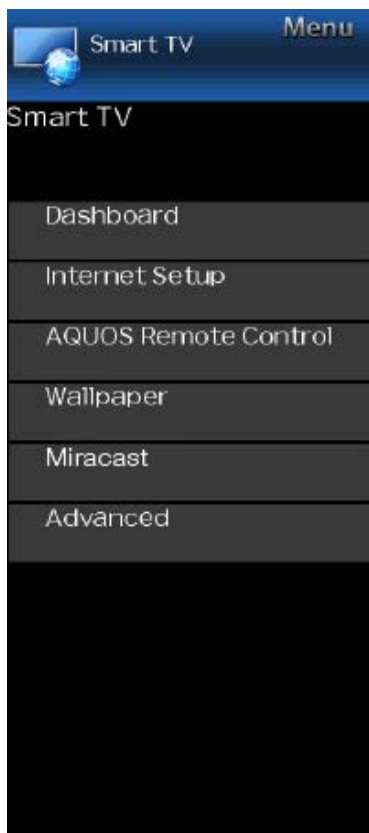 Smart TV
Menu
Smart TV
Dashboard
Internet Setup
AQUOS Remote Control
Wallpaper
Miracast
Advanced